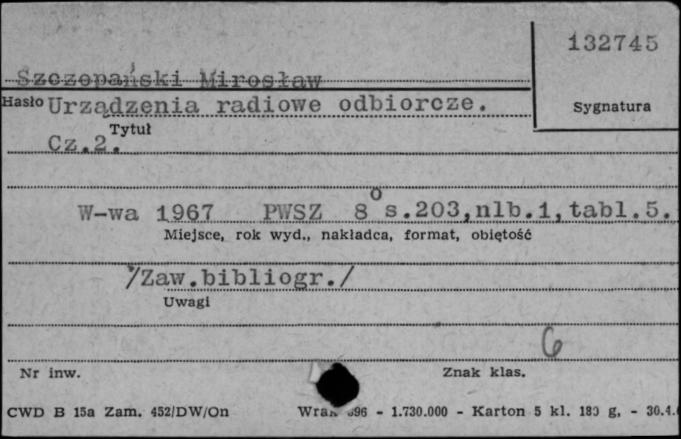 132745
Szczepański Mirosław
Hasło Urządzenia radiowe odbiorcze.
Sygnatura
Tytuł
Cz.2.
W-wa 1967 PWSZ 8° s.203,nlb.1,tabl.5.
Miejsce, rok wyd., nakładca, format, objętość
/Zaw.bibliogr./
Uwagi
6
Nr inw.
Znak klas.
CWD B 15a Zam. 452/DW/On - 1.730.000 - Karton 5 kl. 180 g, - 30.4.